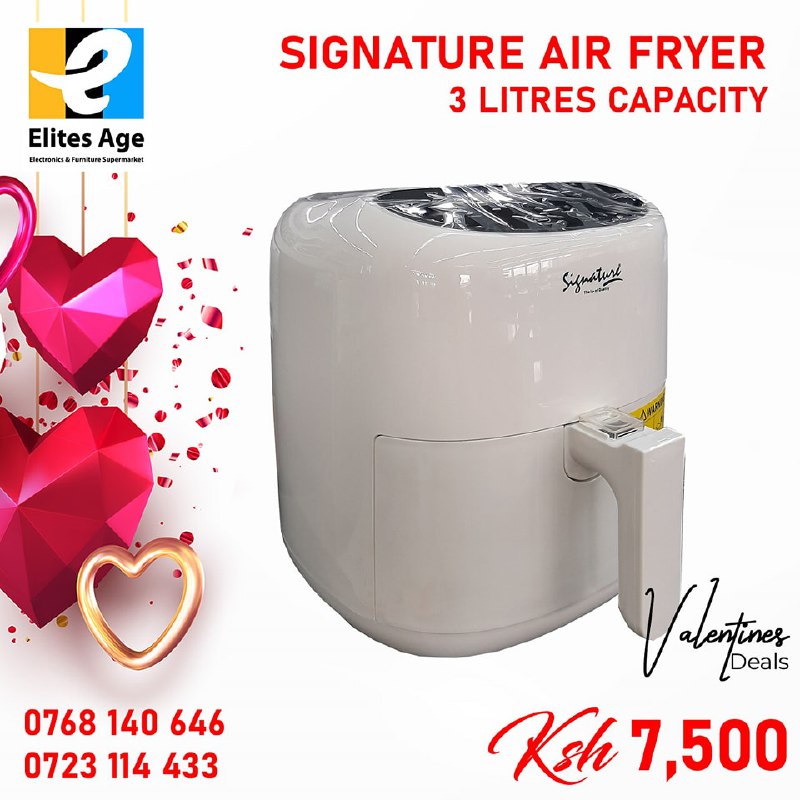 Elites Age
Electronics & Furniture Supermarket
SIGNATURE AIR FRYER
3 LITRES CAPACITY
Signature
WARNING
Valentines
Deals
0768 140 646
0723 114 433
Ksh 7,500